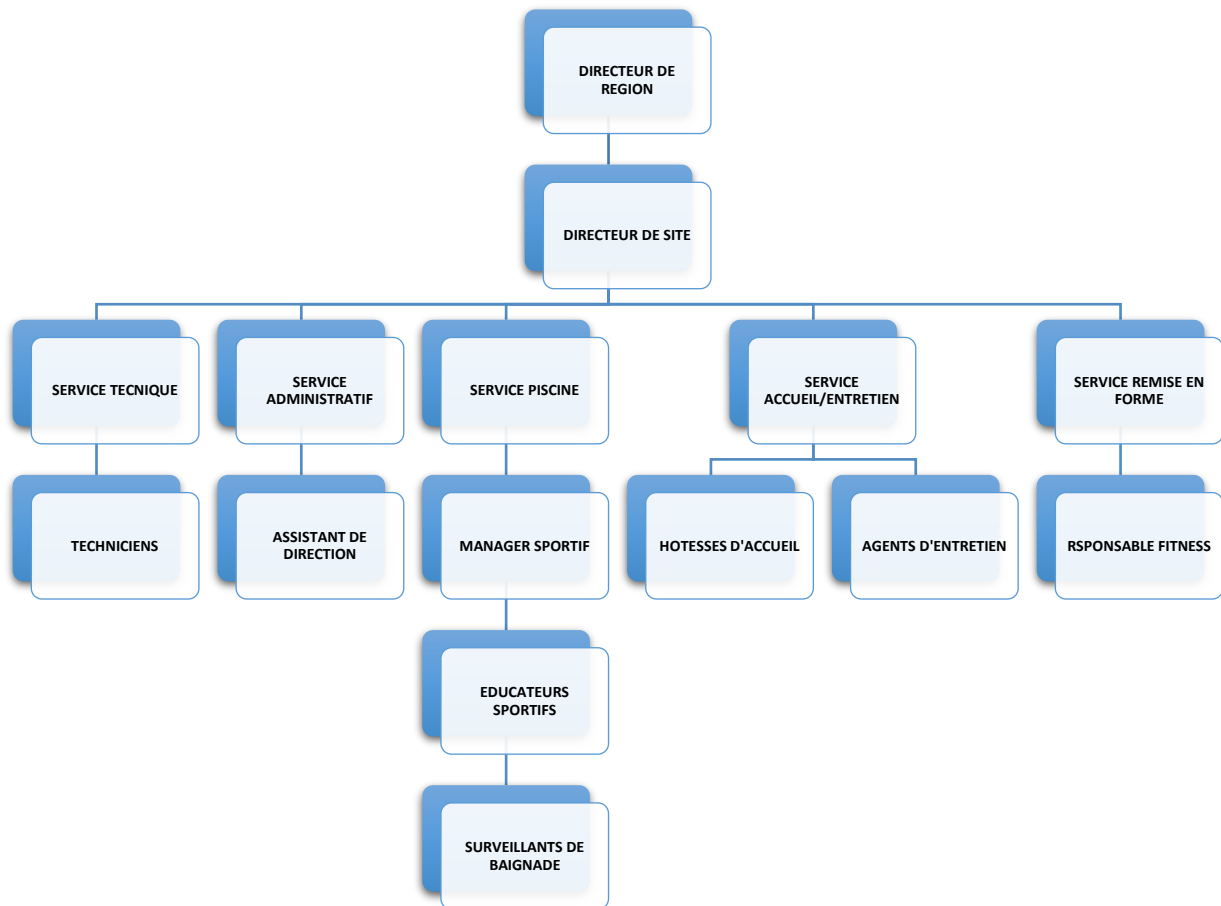 DIRECTEUR DE
REGION
DIRECTEUR DE SITE
SERVICE TECNIQUE
SERVICE
ADMINISTRATIF
SERVICE PISCINE
SERVICE
ACCUEIL/ENTRETIEN
SERVICE REMISE EN
FORME
TECHNICIENS
ASSISTANT DE
DIRECTION
MANAGER SPORTIF
HOTESSES D'ACCUEIL
AGENTS D'ENTRETIEN
RSPONSABLE FITNESS
EDUCATEURS
SPORTIFS
SURVEILLANTS DE
BAIGNADE